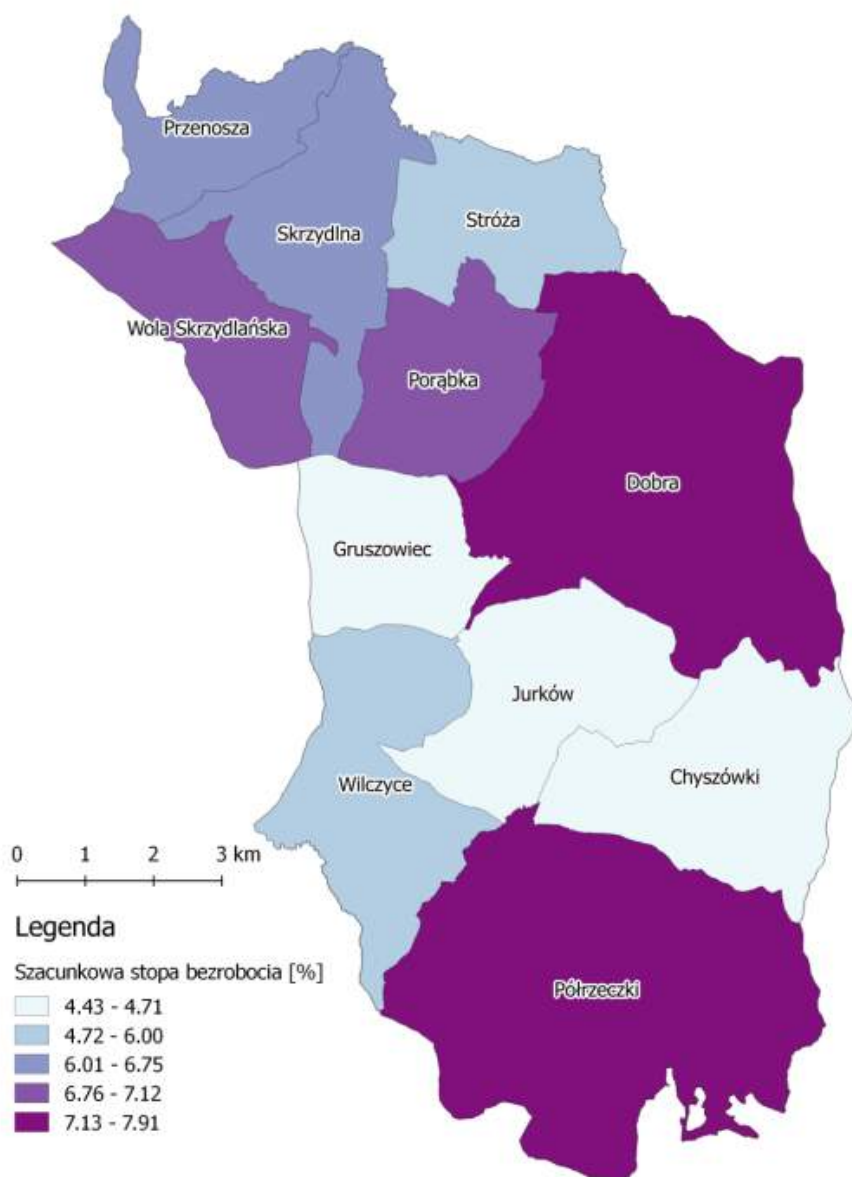 Przenosza
Skrzydlna
Stróża
Wola Skrzydlańska
Porąbka
Dobra
Gruszowiec
Jurków
Chyszówki
Wilczyce
0 1 2 3 km
Legenda
Szacunkowa stopa bezrobocia [%]
4.43 - 4.71
4.72 - 6.00
6.01 - 6.75
6.76 - 7.12
7.13 - 7.91
Półrzeczki